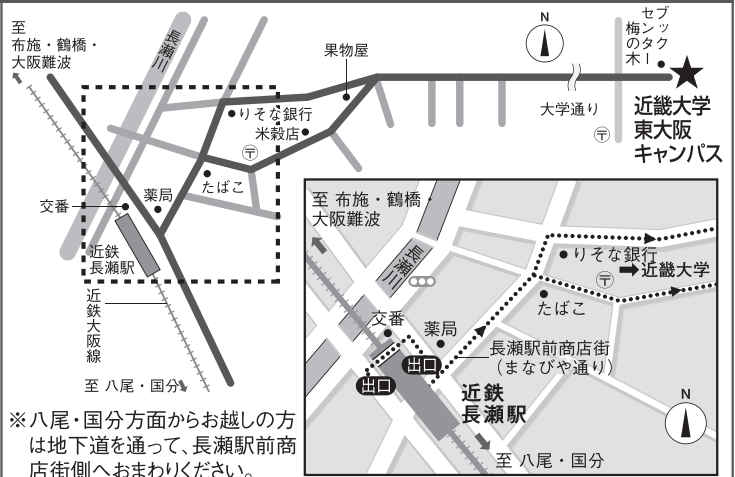 至
布施・鶴橋・
大阪難波
長瀬川
果物屋
N
ブックセンター
梅の木
大学通り
〒
近畿大学
東大阪
キャンパス
りそな銀行
米穀店
〒
たばこ
交番
薬局
近鉄
長瀬駅
近鉄大阪線
至 八尾・国分
至 布施・鶴橋・
大阪難波
長瀬川
りそな銀行
〒
近畿大学
たばこ
交番
薬局
長瀬駅前商店街
(まなびや通り)
出口
出口
近鉄
長瀬駅
N
至 八尾・国分
※八尾・国分方面からお越しの方
は地下道を通って、長瀬駅前商
店街側へおまわりください。